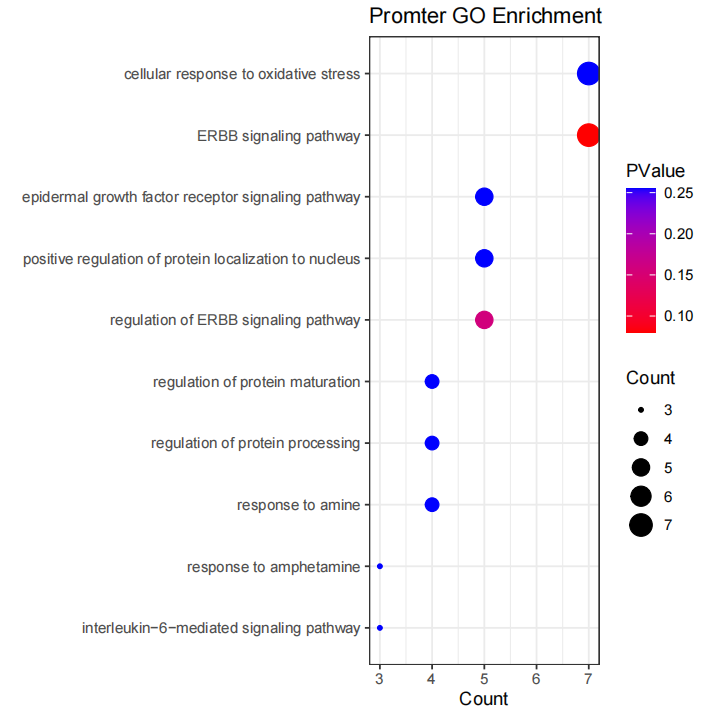 Promter GO Enrichment
cellular response to oxidative stress
ERBB signaling pathway
epidermal growth factor receptor signaling pathway
positive regulation of protein localization to nucleus
regulation of ERBB signaling pathway
regulation of protein maturation
regulation of protein processing
response to amine
response to amphetamine
interleukin−6−mediated signaling pathway
3 4 5 6 7
Count
PValue
0.25
0.20
0.15
0.10
Count
3
4
5
6
7